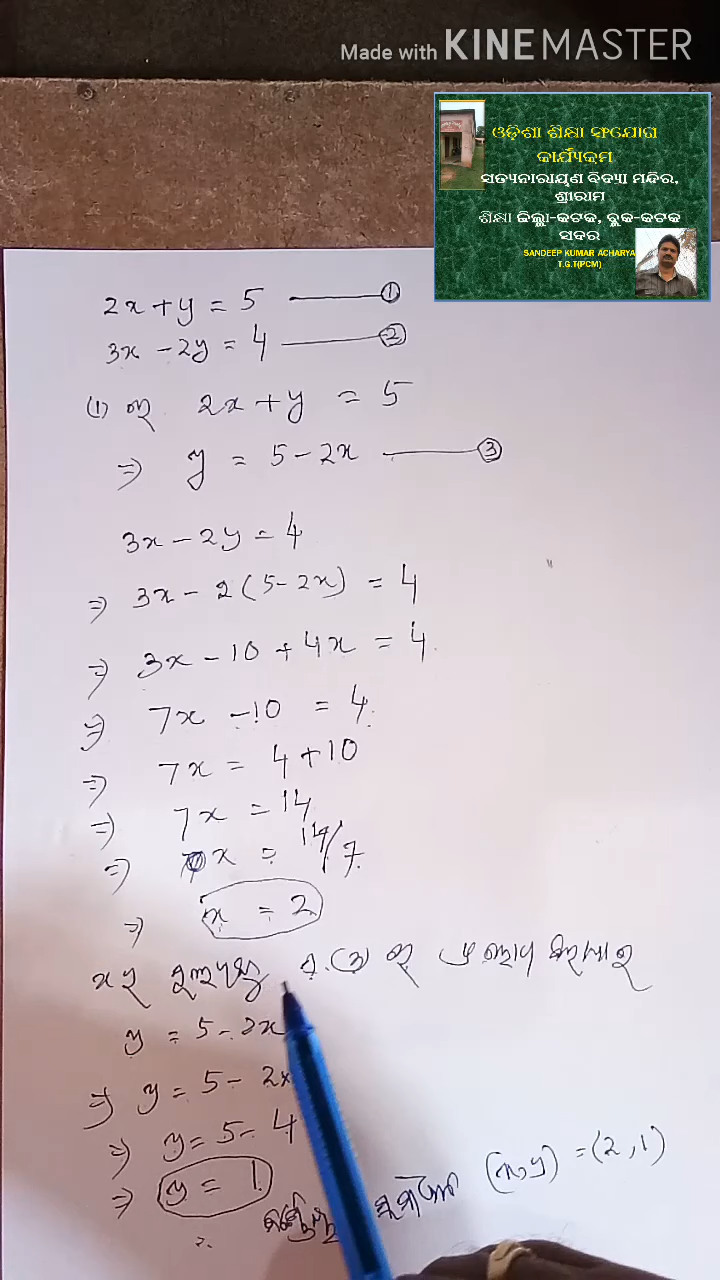 Made with KINEMASTER
ଓଡ଼ିଶା ଶିକ୍ଷା ସଂଯୋଗ
କାର୍ଯ୍ୟକ୍ରମ
ସତ୍ୟନାରାୟଣ ବିଦ୍ୟା ମନ୍ଦିର,
ଶ୍ରୀରାମ
ଶିକ୍ଷା ଜିଲ୍ଲା-କଟକ, ବ୍ଲକ-କଟକ
ସଦର
SANDEEP KUMAR ACHARYA
T.G.T(PCM)
2x + y = 5 ①
3x - 2y = 4 ②
(1) ରୁ 2x + y = 5
⇒ y = 5 - 2x ③
3x - 2y = 4
⇒ 3x - 2(5 - 2x) = 4
⇒ 3x - 10 + 4x = 4
⇒ 7x - 10 = 4
⇒ 7x = 4 + 10
⇒ 7x = 14
⇒ x = 14/7
⇒ x = 2
y = 5 - 2x
⇒ y = 5 - 2x
⇒ y = 5 - 4
⇒ y = 1
(x, y) = (2, 1)